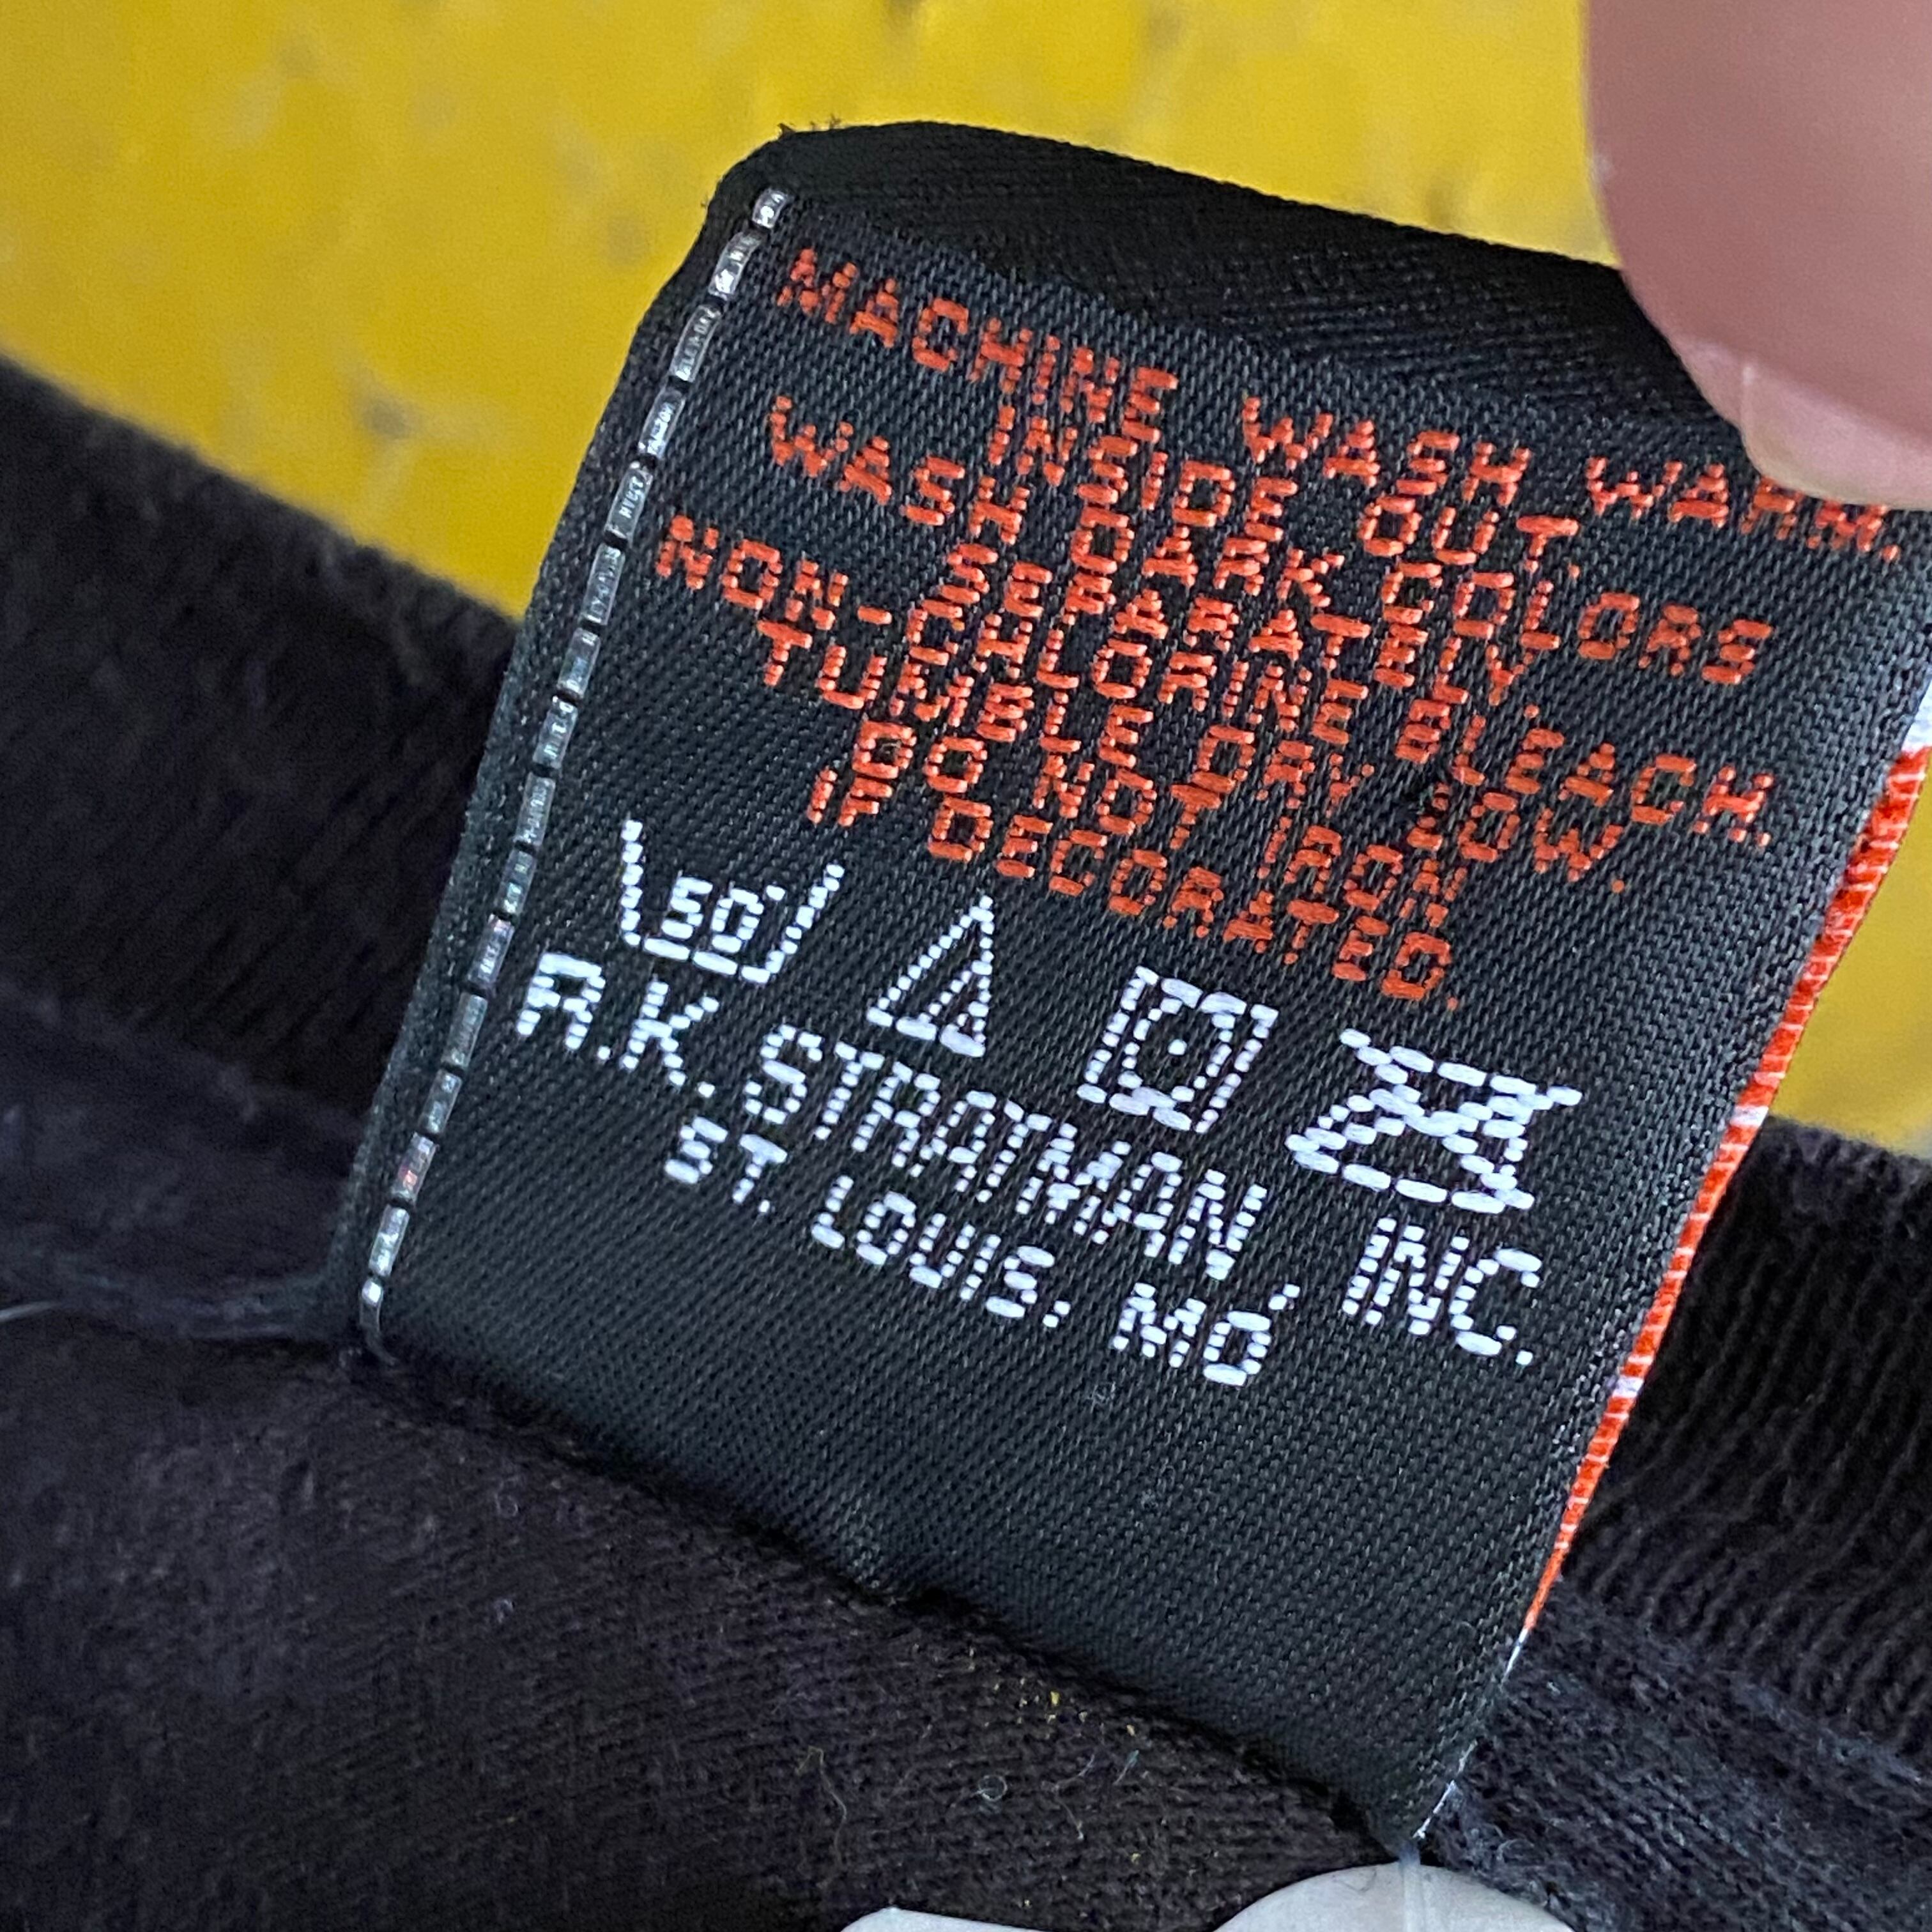 MACHINE WASH WARM.
INSIDE OUT.
WASH DARK COLORS
SEPARATELY.
NON-CHLORINE BLEACH.
TUMBLE DRY LOW.
DO NOT IRON
IF DECORATED.
50°
R.K. STRATMAN, INC.
ST. LOUIS, MO